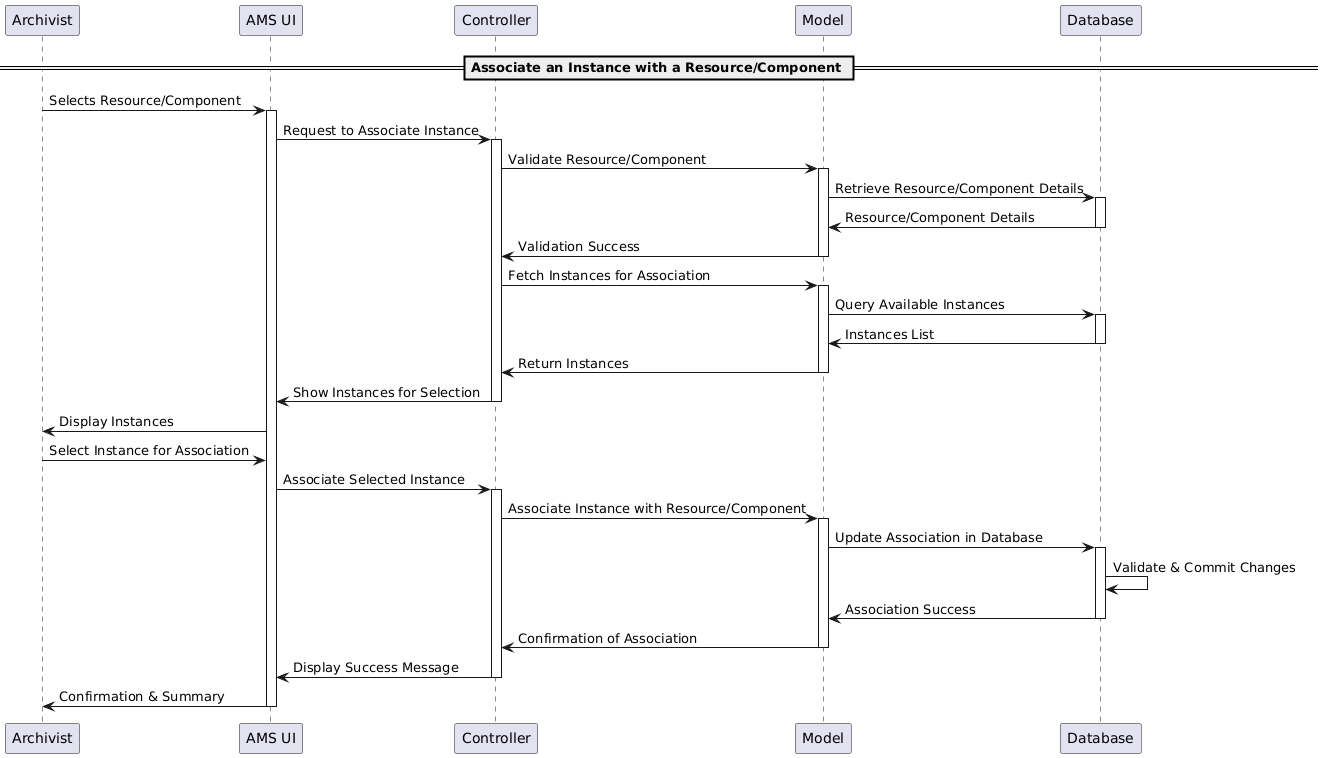 Archivist
AMS UI
Controller
Model
Database
Associate an Instance with a Resource/Component
Selects Resource/Component
Request to Associate Instance
Validate Resource/Component
Retrieve Resource/Component Details
Resource/Component Details
Validation Success
Fetch Instances for Association
Query Available Instances
Instances List
Return Instances
Show Instances for Selection
Display Instances
Select Instance for Association
Associate Selected Instance
Associate Instance with Resource/Component
Update Association in Database
Validate & Commit Changes
Association Success
Confirmation of Association
Display Success Message
Confirmation & Summary
Archivist
AMS UI
Controller
Model
Database